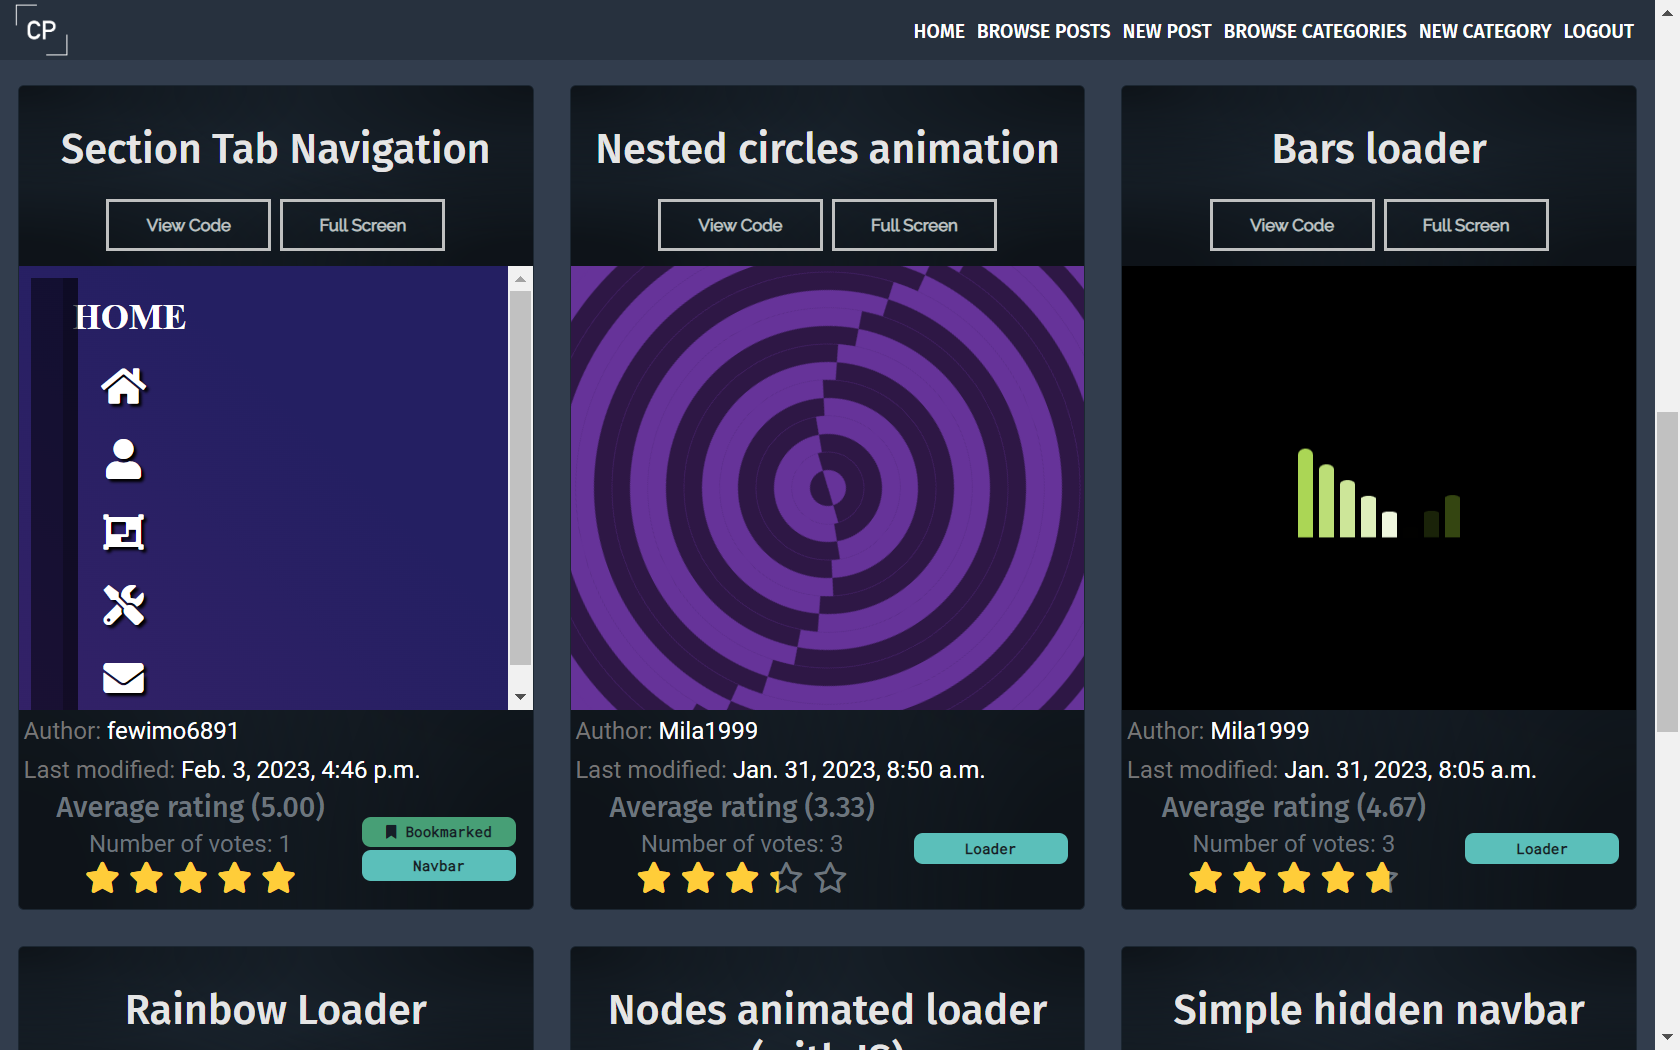 CP
HOME BROWSE POSTS NEW POST BROWSE CATEGORIES NEW CATEGORY LOGOUT
Section Tab Navigation
View Code Full Screen
HOME
Author: fewimo6891
Last modified: Feb. 3, 2023, 4:46 p.m.
Average rating (5.00)
Number of votes: 1
Bookmarked
Navbar
Nested circles animation
View Code Full Screen
Author: Mila1999
Last modified: Jan. 31, 2023, 8:50 a.m.
Average rating (3.33)
Number of votes: 3
Loader
Bars loader
View Code Full Screen
Author: Mila1999
Last modified: Jan. 31, 2023, 8:05 a.m.
Average rating (4.67)
Number of votes: 3
Loader
Rainbow Loader
Nodes animated loader
Simple hidden navbar